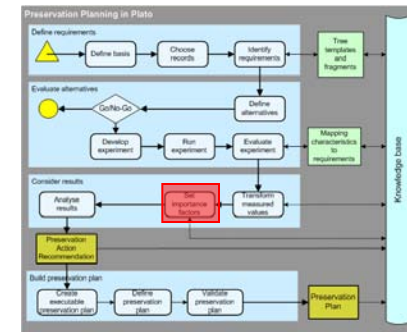 Preservation Planning in Plato
Define requirements
Define basis
Choose
records
Identify
requirements
Tree
templates
and
fragments
Evaluate alternatives
Go/No-Go
Define
alternatives
Develop
experiment
Run
experiment
Evaluate
experiment
Mapping
characteristics
to
requirements
Knowledge base
Consider results
Analyse
results
Set
importance
factors
Transform
measured
values
Preservation
Action
Recommendation
Build preservation plan
Create
executable
preservation plan
Define
preservation
plan
Validate
preservation
plan
Preservation
Plan